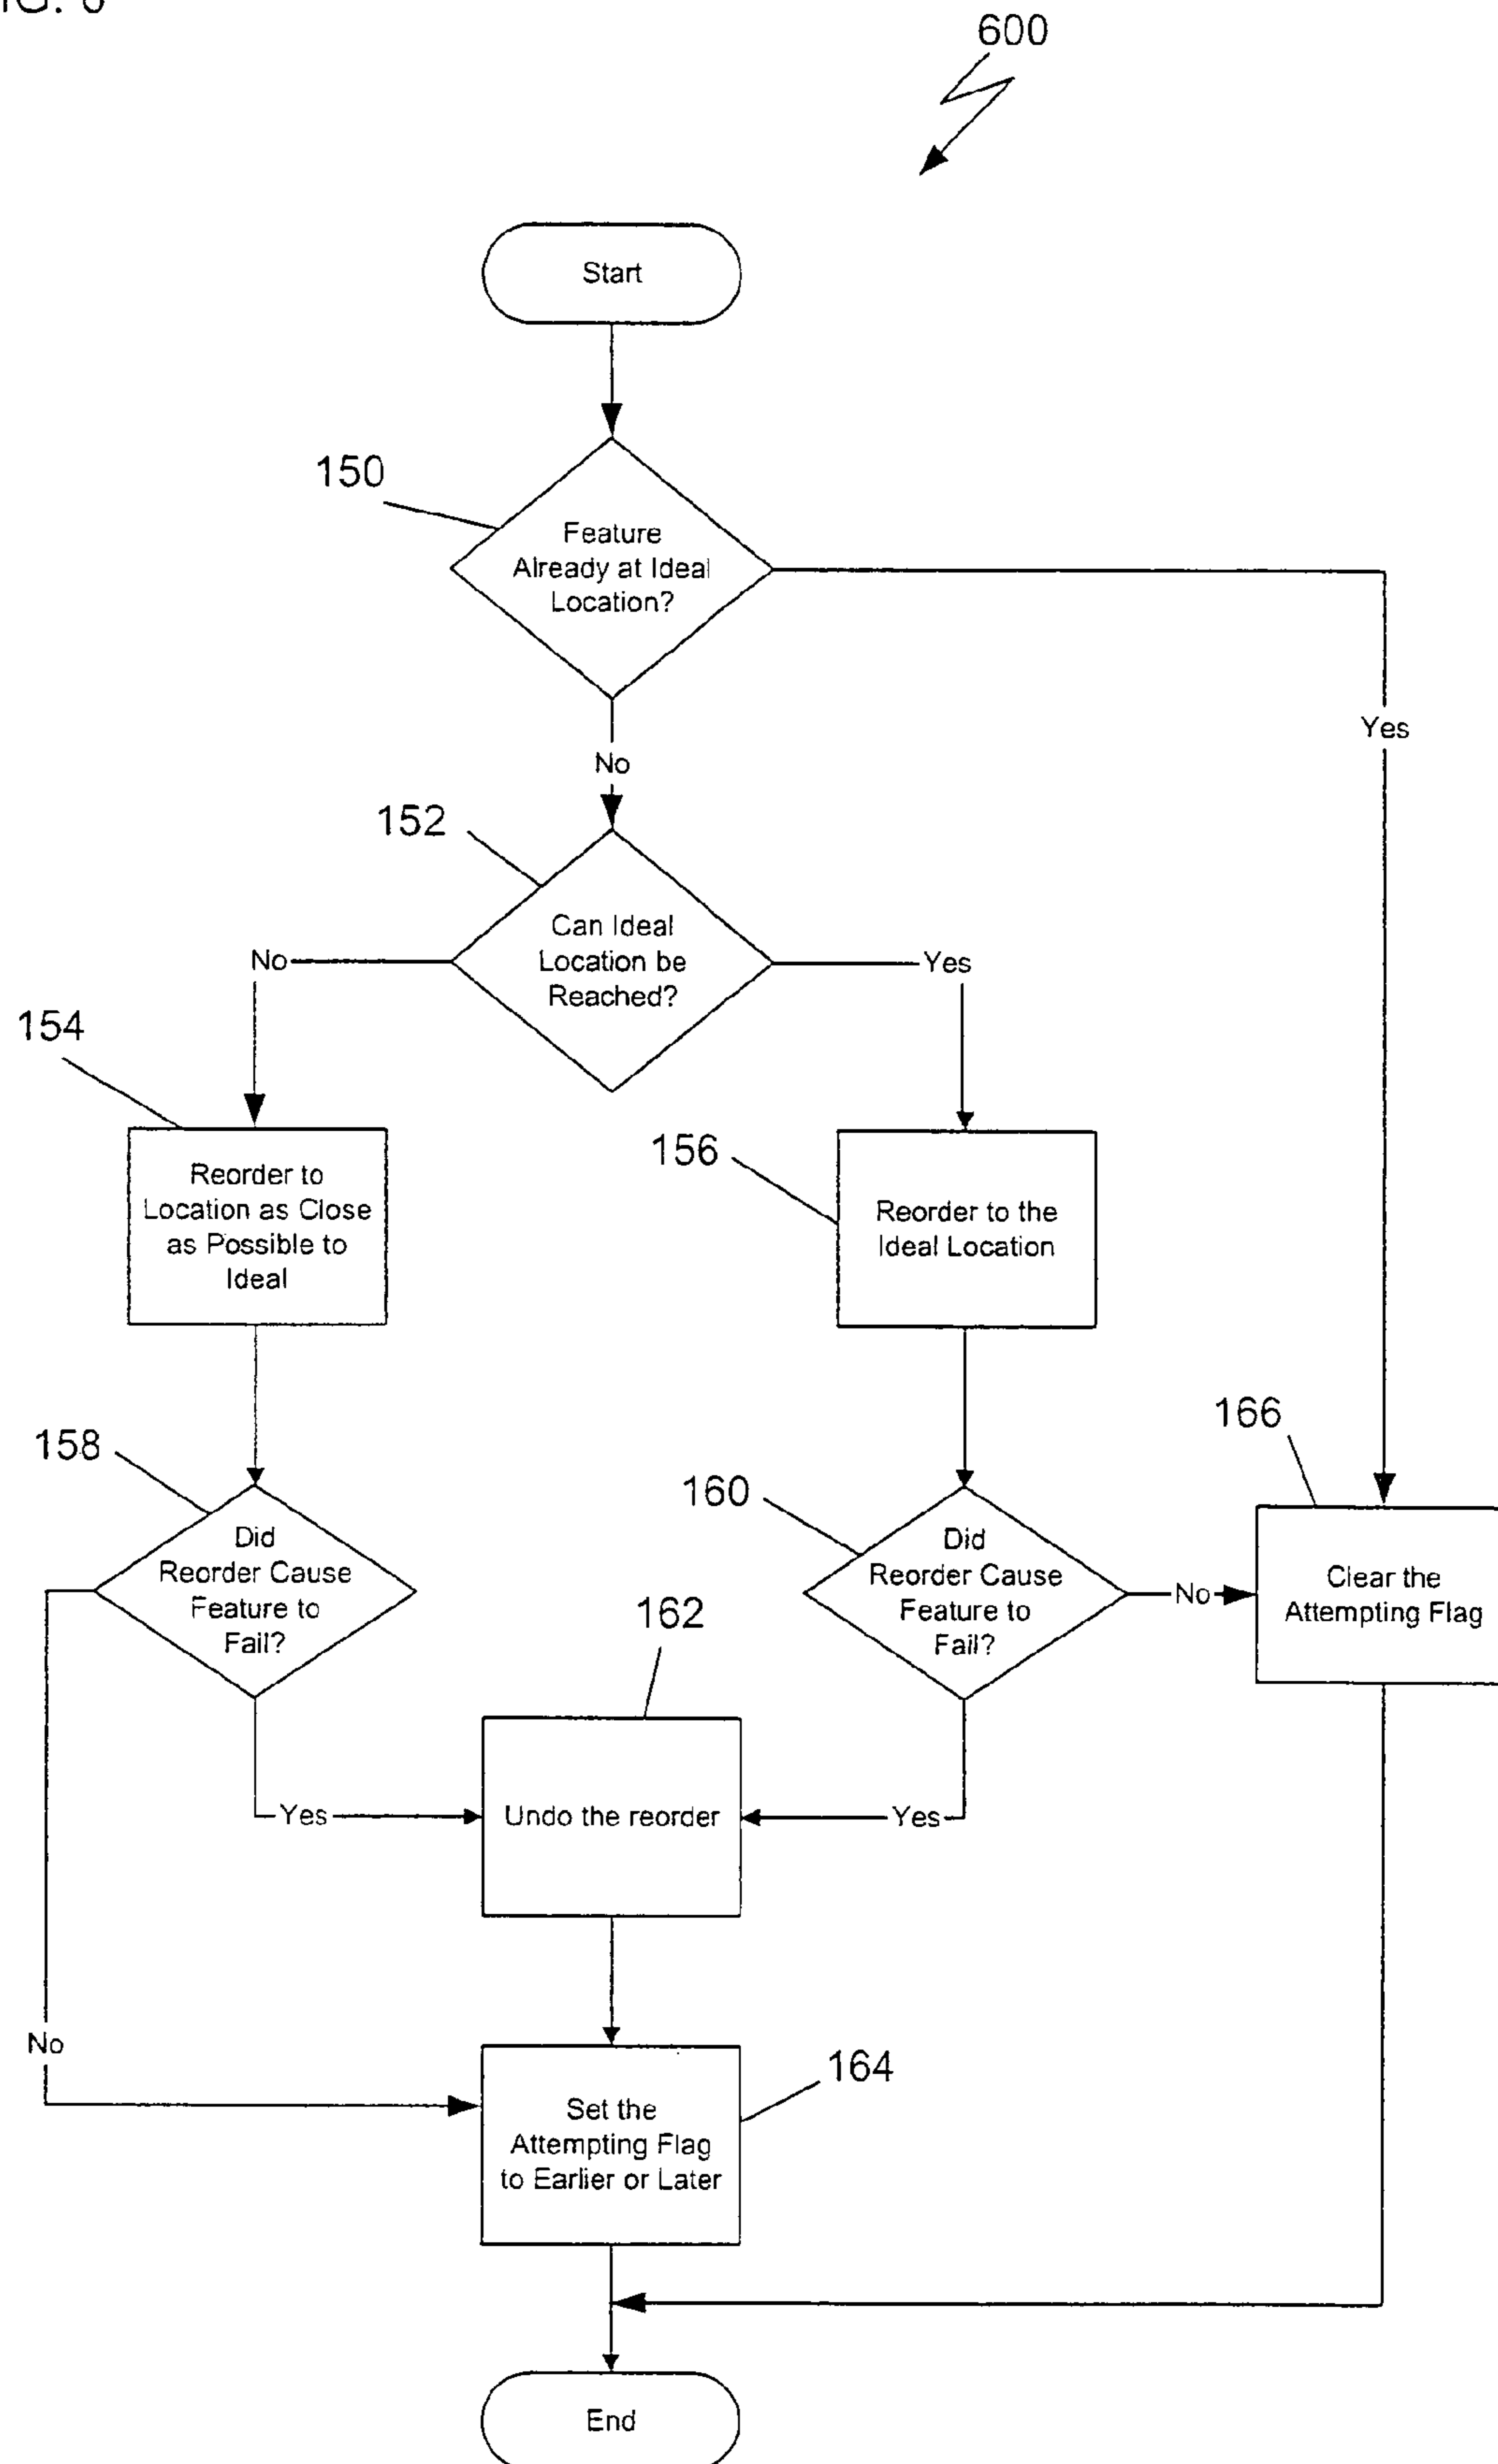 600
Start
150
Feature
Already at Ideal
Location?
Yes
No
152
Can Ideal
Location be
Reached?
No
Yes
154
156
Reorder to
Location as Close
as Possible to
Ideal
Reorder to the
Ideal Location
158
160
166
Did
Reorder Cause
Feature to
Fail?
Did
Reorder Cause
Feature to
Fail?
No
Clear the
Attempting Flag
162
Yes
Undo the reorder
Yes
No
164
Set the
Attempting Flag
to Earlier or Later
End